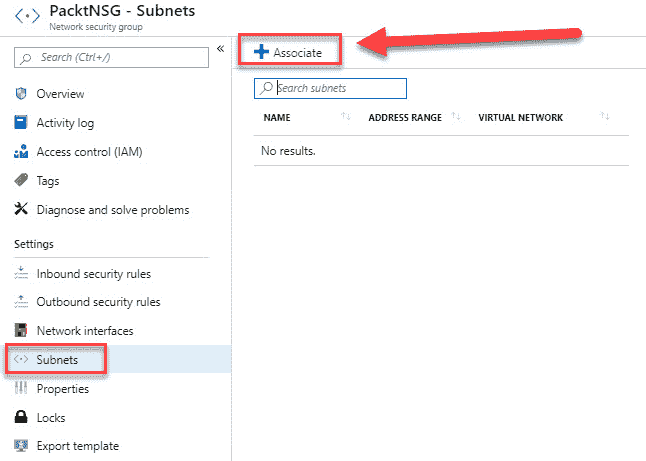 PacktNSG - Subnets
Network security group
Search (Ctrl+/)
«
Overview
Activity log
Access control (IAM)
Tags
Diagnose and solve problems
Settings
Inbound security rules
Outbound security rules
Network interfaces
Subnets
Properties
Locks
Export template
Associate
Search subnets
NAME ADDRESS RANGE VIRTUAL NETWORK
No results.